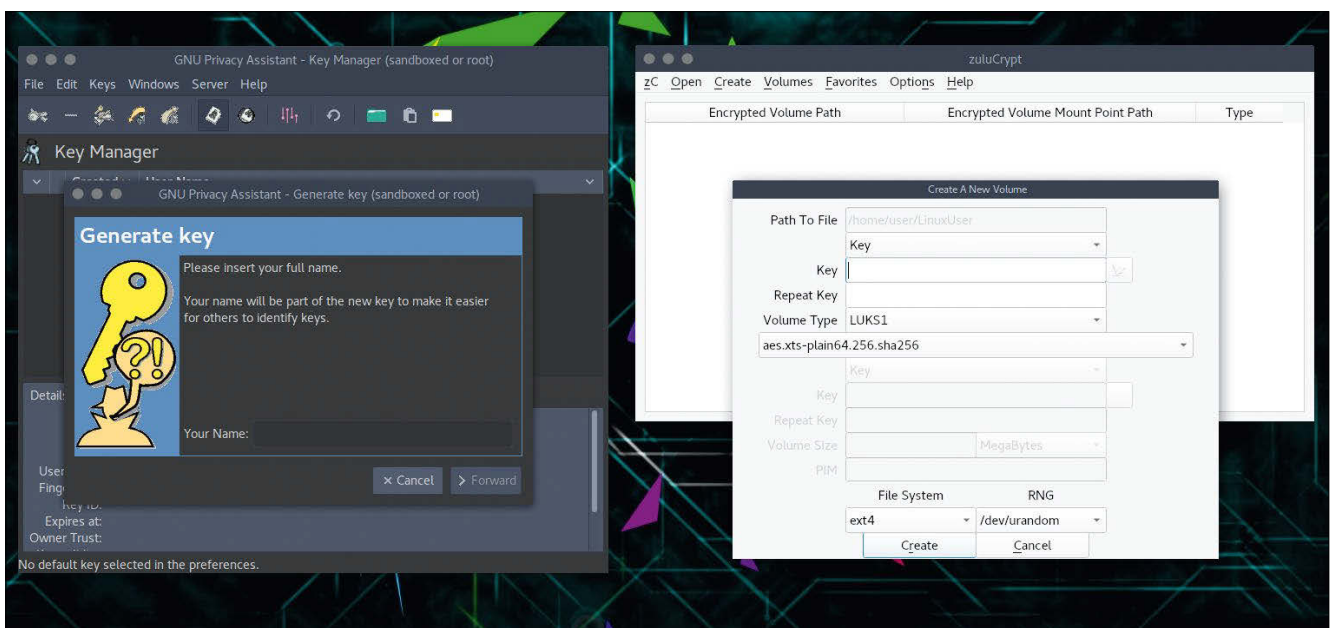 GNU Privacy Assistant - Key Manager (sandboxed or root)
File Edit Keys Windows Server Help
Key Manager
GNU Privacy Assistant - Generate key (sandboxed or root)
Generate key
Please insert your full name.
Your name will be part of the new key to make it easier
for others to identify keys.
Your Name:
Cancel
Forward
Key ID:
Expires at:
Owner Trust:
No default key selected in the preferences.
zuluCrypt
zC Open Create Volumes Favorites Options Help
Encrypted Volume Path Encrypted Volume Mount Point Path Type
Create A New Volume
Path To File /home/user/LinuxUser
Key
Key
Repeat Key
Volume Type LUKS1
aes.xts-plain64.256.sha256
Key
Key
Repeat Key
Volume Size MegaBytes
PIM
File System RNG
ext4 /dev/urandom
Create Cancel